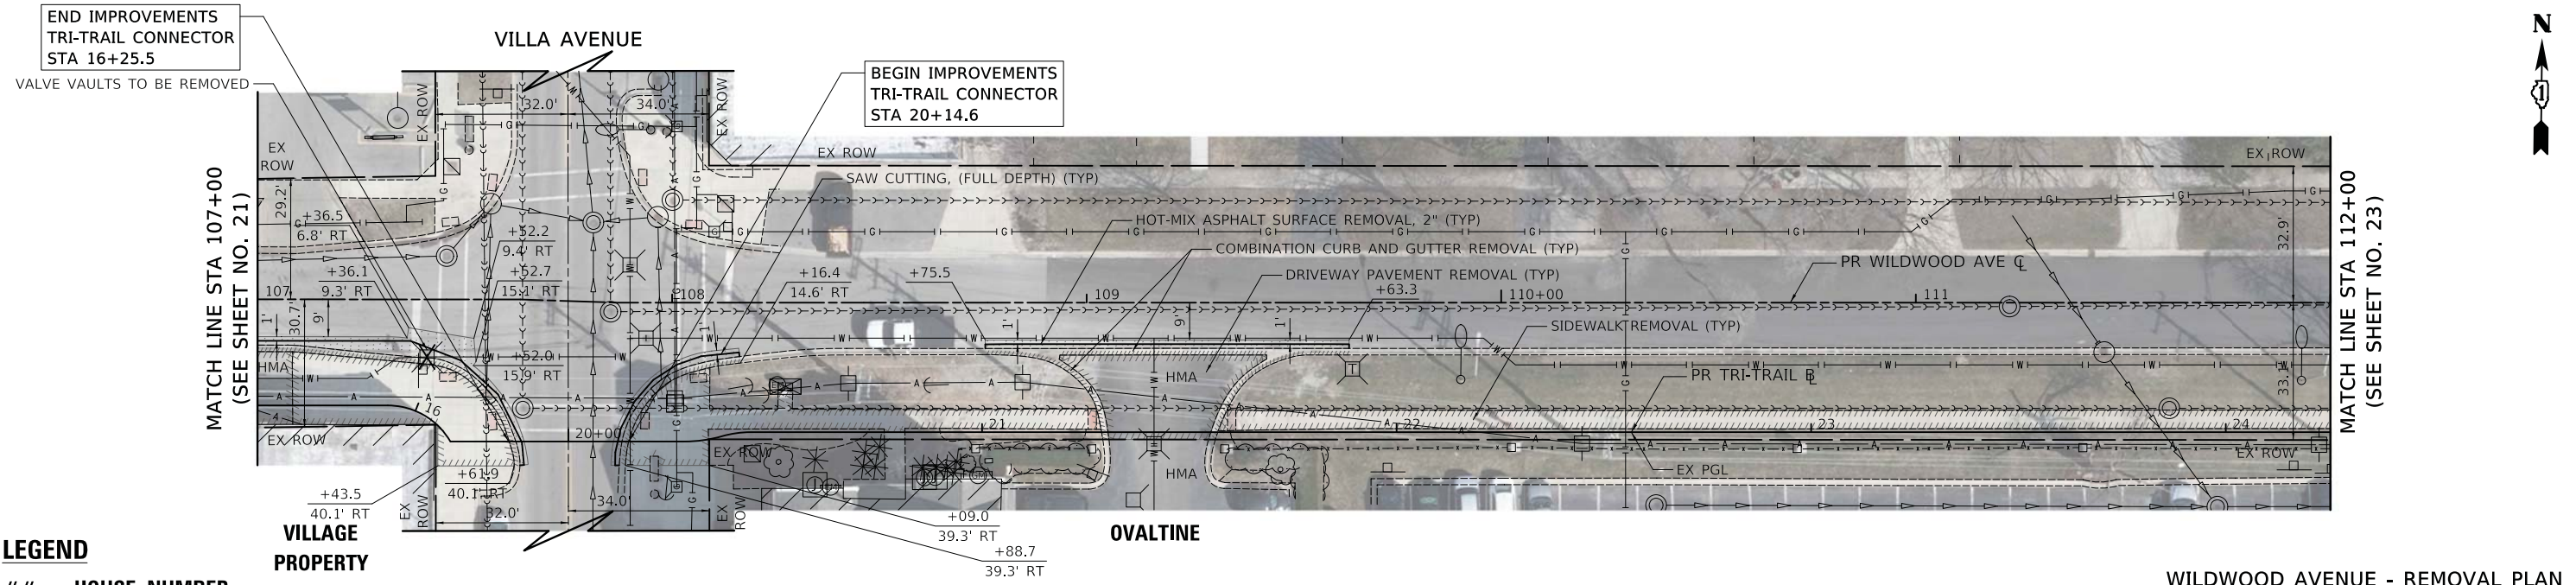 END IMPROVEMENTS
TRI-TRAIL CONNECTOR
STA 16+25.5
VALVE VAULTS TO BE REMOVED
VILLA AVENUE
BEGIN IMPROVEMENTS
TRI-TRAIL CONNECTOR
STA 20+14.6
N
1
EX ROW
32.0'
34.0'
EX ROW
EX
ROW
EX ROW
EX ROW
MATCH LINE STA 107+00
(SEE SHEET NO. 21)
29.2'
SAW CUTTING, (FULL DEPTH) (TYP)
+36.5
6.8' RT
+52.2
9.4' RT
HOT-MIX ASPHALT SURFACE REMOVAL, 2" (TYP)
COMBINATION CURB AND GUTTER REMOVAL (TYP)
32.9'
MATCH LINE STA 112+00
(SEE SHEET NO. 23)
+36.1
9.3' RT
+52.7
15.1' RT
+16.4
14.6' RT
+75.5
DRIVEWAY PAVEMENT REMOVAL (TYP)
+63.3
PR WILDWOOD AVE CL
107
108
109
110+00
111
1'
30.7'
9'
1'
1'
9'
1'
SIDEWALK REMOVAL (TYP)
+52.0
15.9' RT
HMA
HMA
PR TRI-TRAIL BL
16
20+00
21
22
23
24
EX ROW
EX ROW
EX ROW
HMA
EX PGL
+61.9
40.1' RT
+43.5
40.1' RT
EX
ROW
32.0'
34.0'
EX
ROW
+09.0
39.3' RT
+88.7
39.3' RT
VILLAGE
PROPERTY
OVALTINE
LEGEND
HOUSE NUMBER
WILDWOOD AVENUE - REMOVAL PLAN